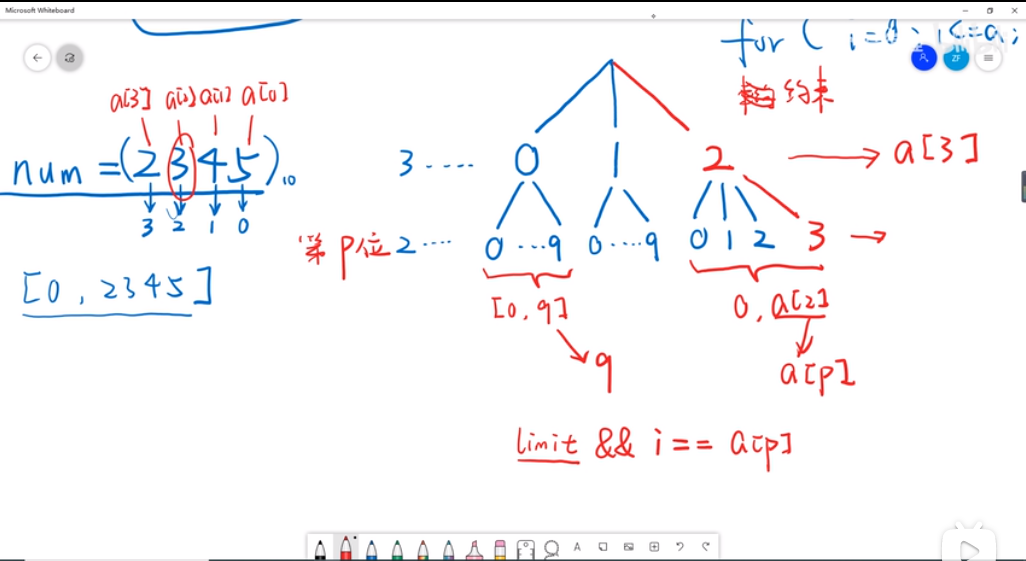 Microsoft Whiteboard
for ( i=0; i<=a;
ZF
约束
a[3] a[2] a[1] a[0]
num =(2345)10
3 2 1 0
[0, 2345]
3 ···· 0 1 2 → a[3]
第p位 2 ···· 0 ···9 0 ····9 0 1 2 3 →
[0, 9] 0, a[2]
9 a[p]
limit && i == a[p]
A